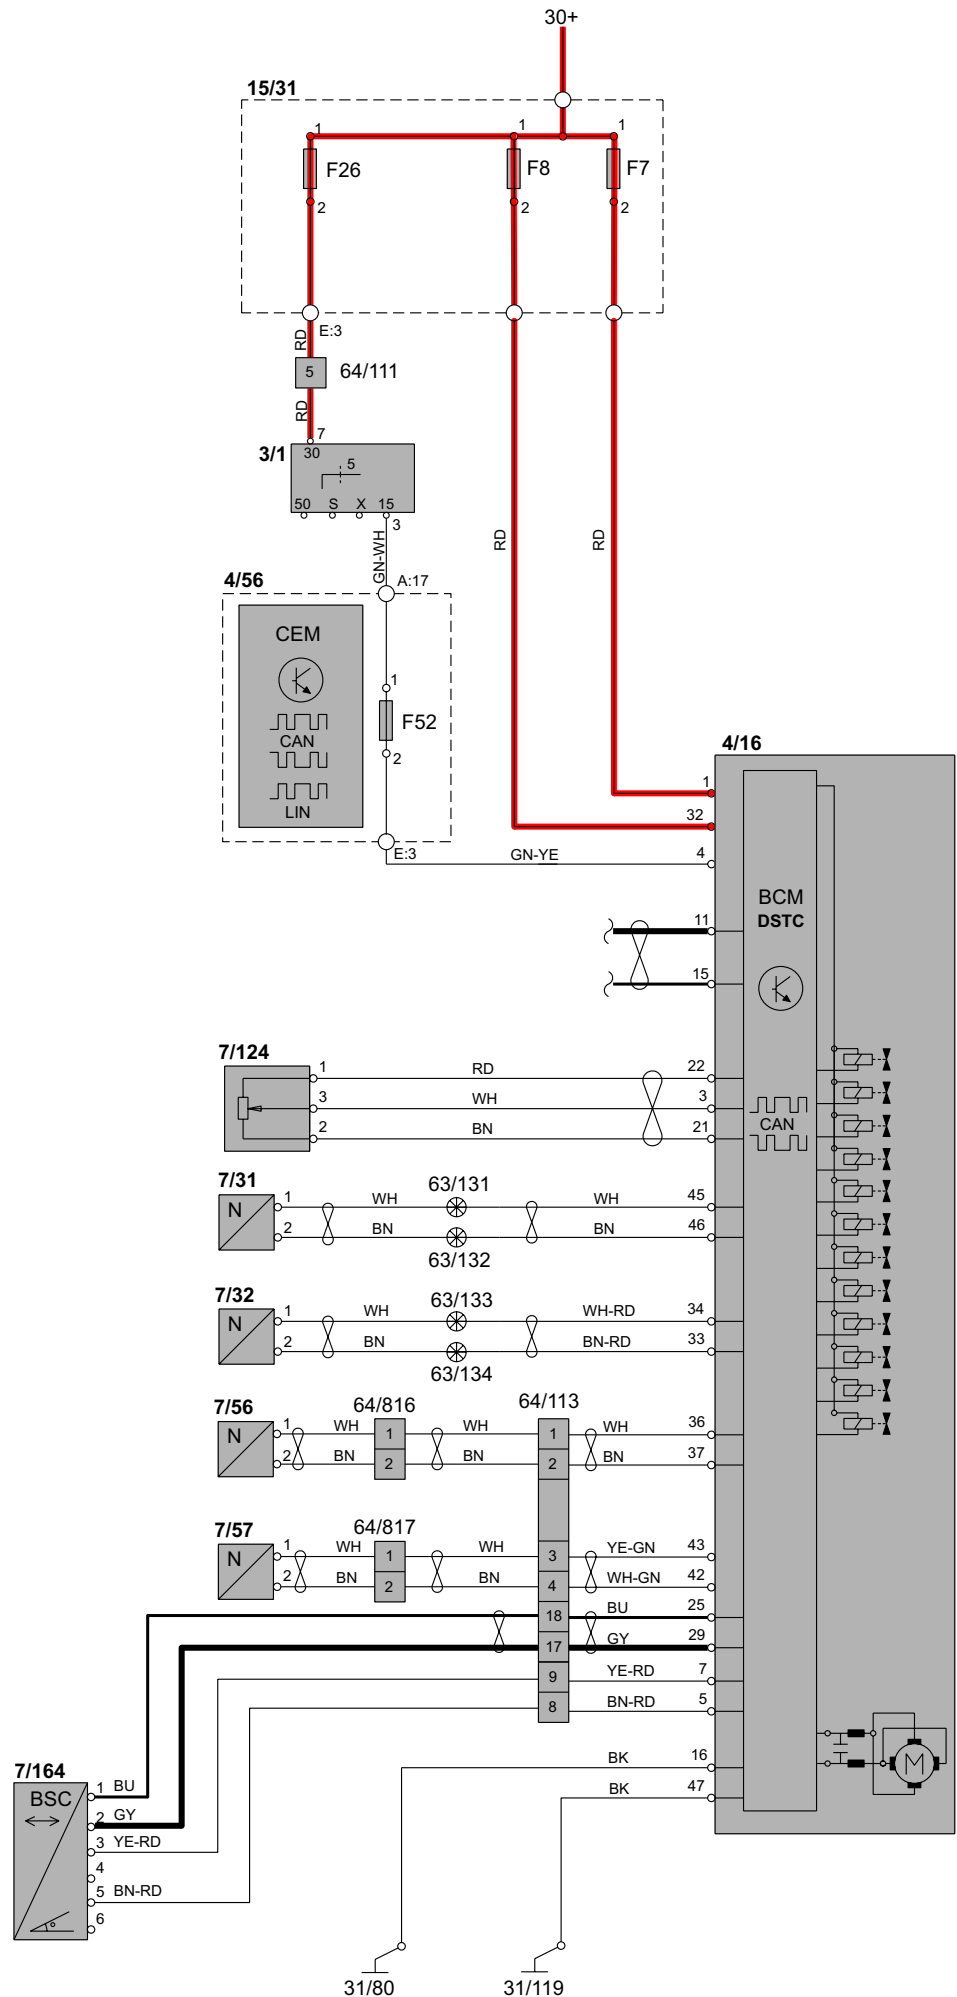 30+
15/31
1 1 1
F26 F8 F7
2 2 2
E:3
RD
5 64/111
RD
7
3/1 30
5
50 S X 15
3
GN-WH
RD RD
4/56 A:17
CEM
1
F52
CAN
2
LIN
E:3
4/16
1
32
GN-YE 4
BCM
DSTC
11
15
7/124
1 RD 22
3 WH 3
2 BN 21
CAN
7/31 63/131
N 1 WH WH 45
2 BN BN 46
63/132
7/32 63/133
N 1 WH WH-RD 34
2 BN BN-RD 33
63/134
7/56 64/816 64/113
N 1 WH 1 WH 1 WH 36
2 BN 2 BN 2 BN 37
7/57 64/817
N 1 WH 1 WH 3 YE-GN 43
2 BN 2 BN 4 WH-GN 42
18 BU 25
17 GY 29
9 YE-RD 7
8 BN-RD 5
M
BK 16
BK 47
7/164
BSC 1 BU
2 GY
3 YE-RD
4
5 BN-RD
6
31/80 31/119